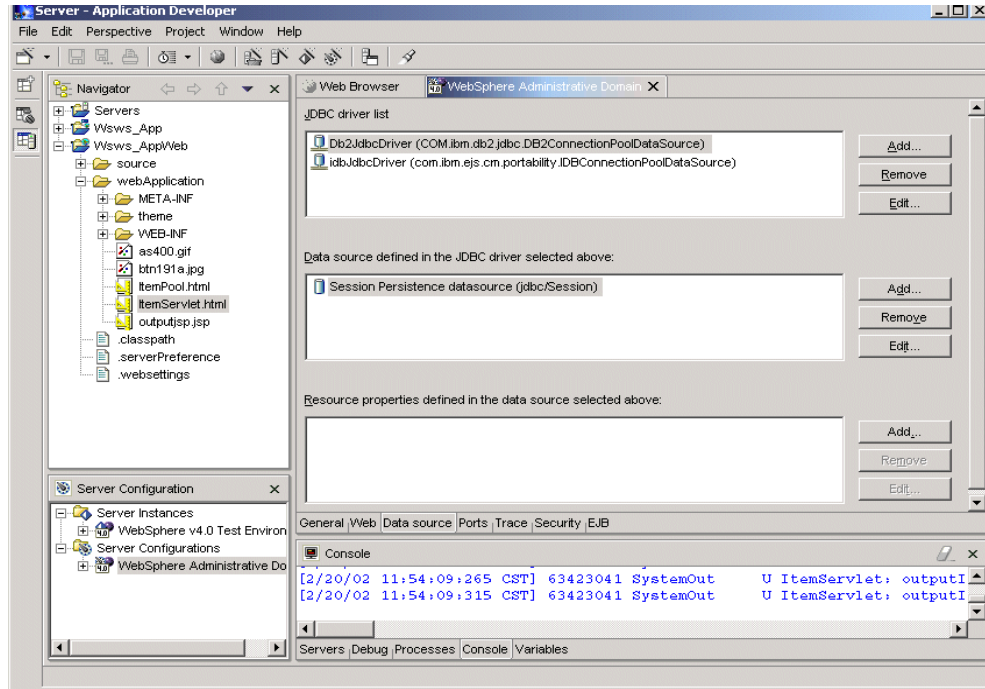 Server - Application Developer
File Edit Perspective Project Window Help
Navigator
Servers
Wsws_App
Wsws_AppWeb
source
webApplication
META-INF
theme
WEB-INF
as400.gif
btn191a.jpg
ItemPool.html
ItemServlet.html
outputjsp.jsp
.classpath
.serverPreference
.websettings
Server Configuration
Server Instances
WebSphere v4.0 Test Environ
Server Configurations
WebSphere Administrative Do
Web Browser WebSphere Administrative Domain
JDBC driver list
Db2JdbcDriver (COM.ibm.db2.jdbc.DB2ConnectionPoolDataSource)
idbJdbcDriver (com.ibm.ejs.cm.portability.IDBConnectionPoolDataSource)
Add...
Remove
Edit...
Data source defined in the JDBC driver selected above:
Session Persistence datasource (jdbc/Session)
Add...
Remove
Edit...
Resource properties defined in the data source selected above:
Add...
Remove
Edit...
General Web Data source Ports Trace Security EJB
Console
[2/20/02 11:54:09:265 CST] 63423041 SystemOut U ItemServlet: outputI
[2/20/02 11:54:09:315 CST] 63423041 SystemOut U ItemServlet: outputI
Servers Debug Processes Console Variables